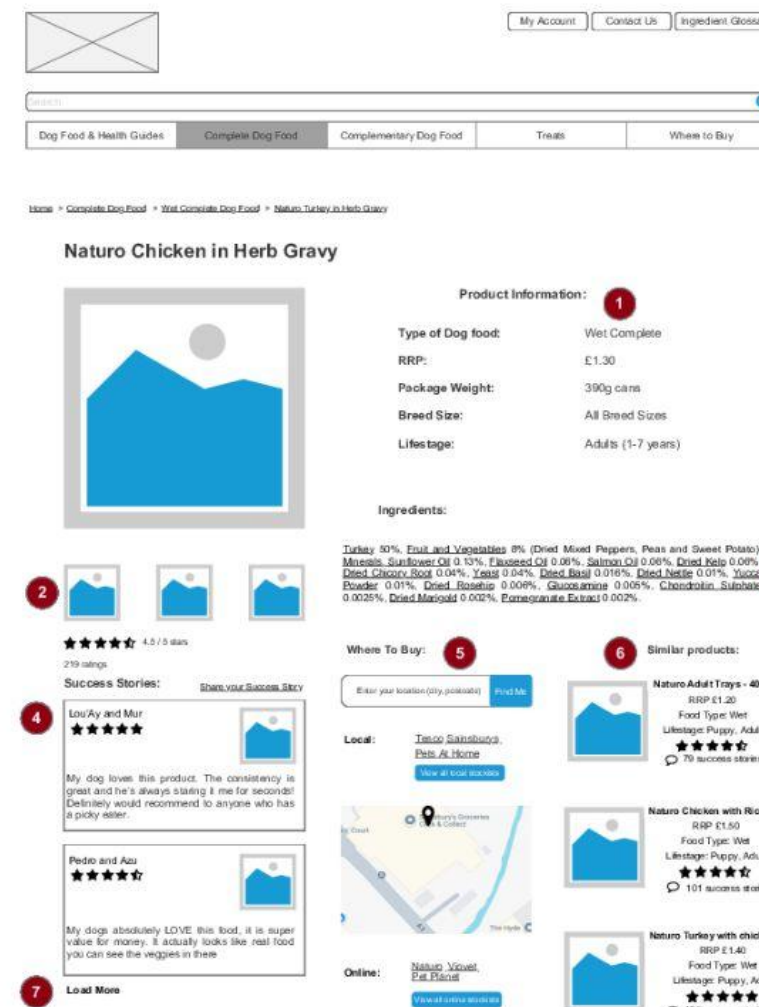 My Account Contact Us Ingredient Glossa
Search
Dog Food & Health Guides Complete Dog Food Complementary Dog Food Treats Where to Buy
Home > Complete Dog Food > Wet Complete Dog Food > Naturo Turkey in Herb Gravy
Naturo Chicken in Herb Gravy
Product Information:
1
Type of Dog food: Wet Complete
RRP: £1.30
Package Weight: 390g cans
Breed Size: All Breed Sizes
Lifestage: Adults (1-7 years)
Ingredients:
Turkey 50%, Fruit and Vegetables 8% (Dried Mixed Peppers, Peas and Sweet Potato)
Minerals, Sunflower Oil 0.13%, Flaxseed Oil 0.06%, Salmon Oil 0.06%, Dried Kelp 0.06%
Dried Chicory Root 0.04%, Yeast 0.04%, Dried Basil 0.016%, Dried Nettle 0.01%, Yucca
Powder 0.01%, Dried Rosehip 0.006%, Glucosamine 0.005%, Chondroitin Sulphate
0.0025%, Dried Marigold 0.002%, Pomegranate Extract 0.002%.
2
4.5 / 5 stars
219 ratings
Success Stories: Share your Success Story
4
Lou'Ay and Mur
My dog loves this product. The consistency is
great and he's always staring it me for seconds!
Definitely would recommend to anyone who has
a picky eater.
Pedro and Azu
My dogs absolutely LOVE this food, it is super
value for money. It actually looks like real food
you can see the veggies in there
7
Load More
Where To Buy:
5
Enter your location (city, postcode) Find Me
Local: Tesco, Sainsburys,
Pets At Home
View all local stockists
Sainsbury's Groceries
Click & Collect
Court
The Hyde
Online: Naturo, Viovet,
Pet Planet
View all online stockists
6
Similar products:
Naturo Adult Trays - 40
RRP £1.20
Food Type: Wet
Lifestage: Puppy, Adul
79 success stories
Naturo Chicken with Ric
RRP £1.50
Food Type: Wet
Lifestage: Puppy, Adu
101 success stori
Naturo Turkey with chick
RRP £1.40
Food Type: Wet
Lifestage: Puppy, Ad